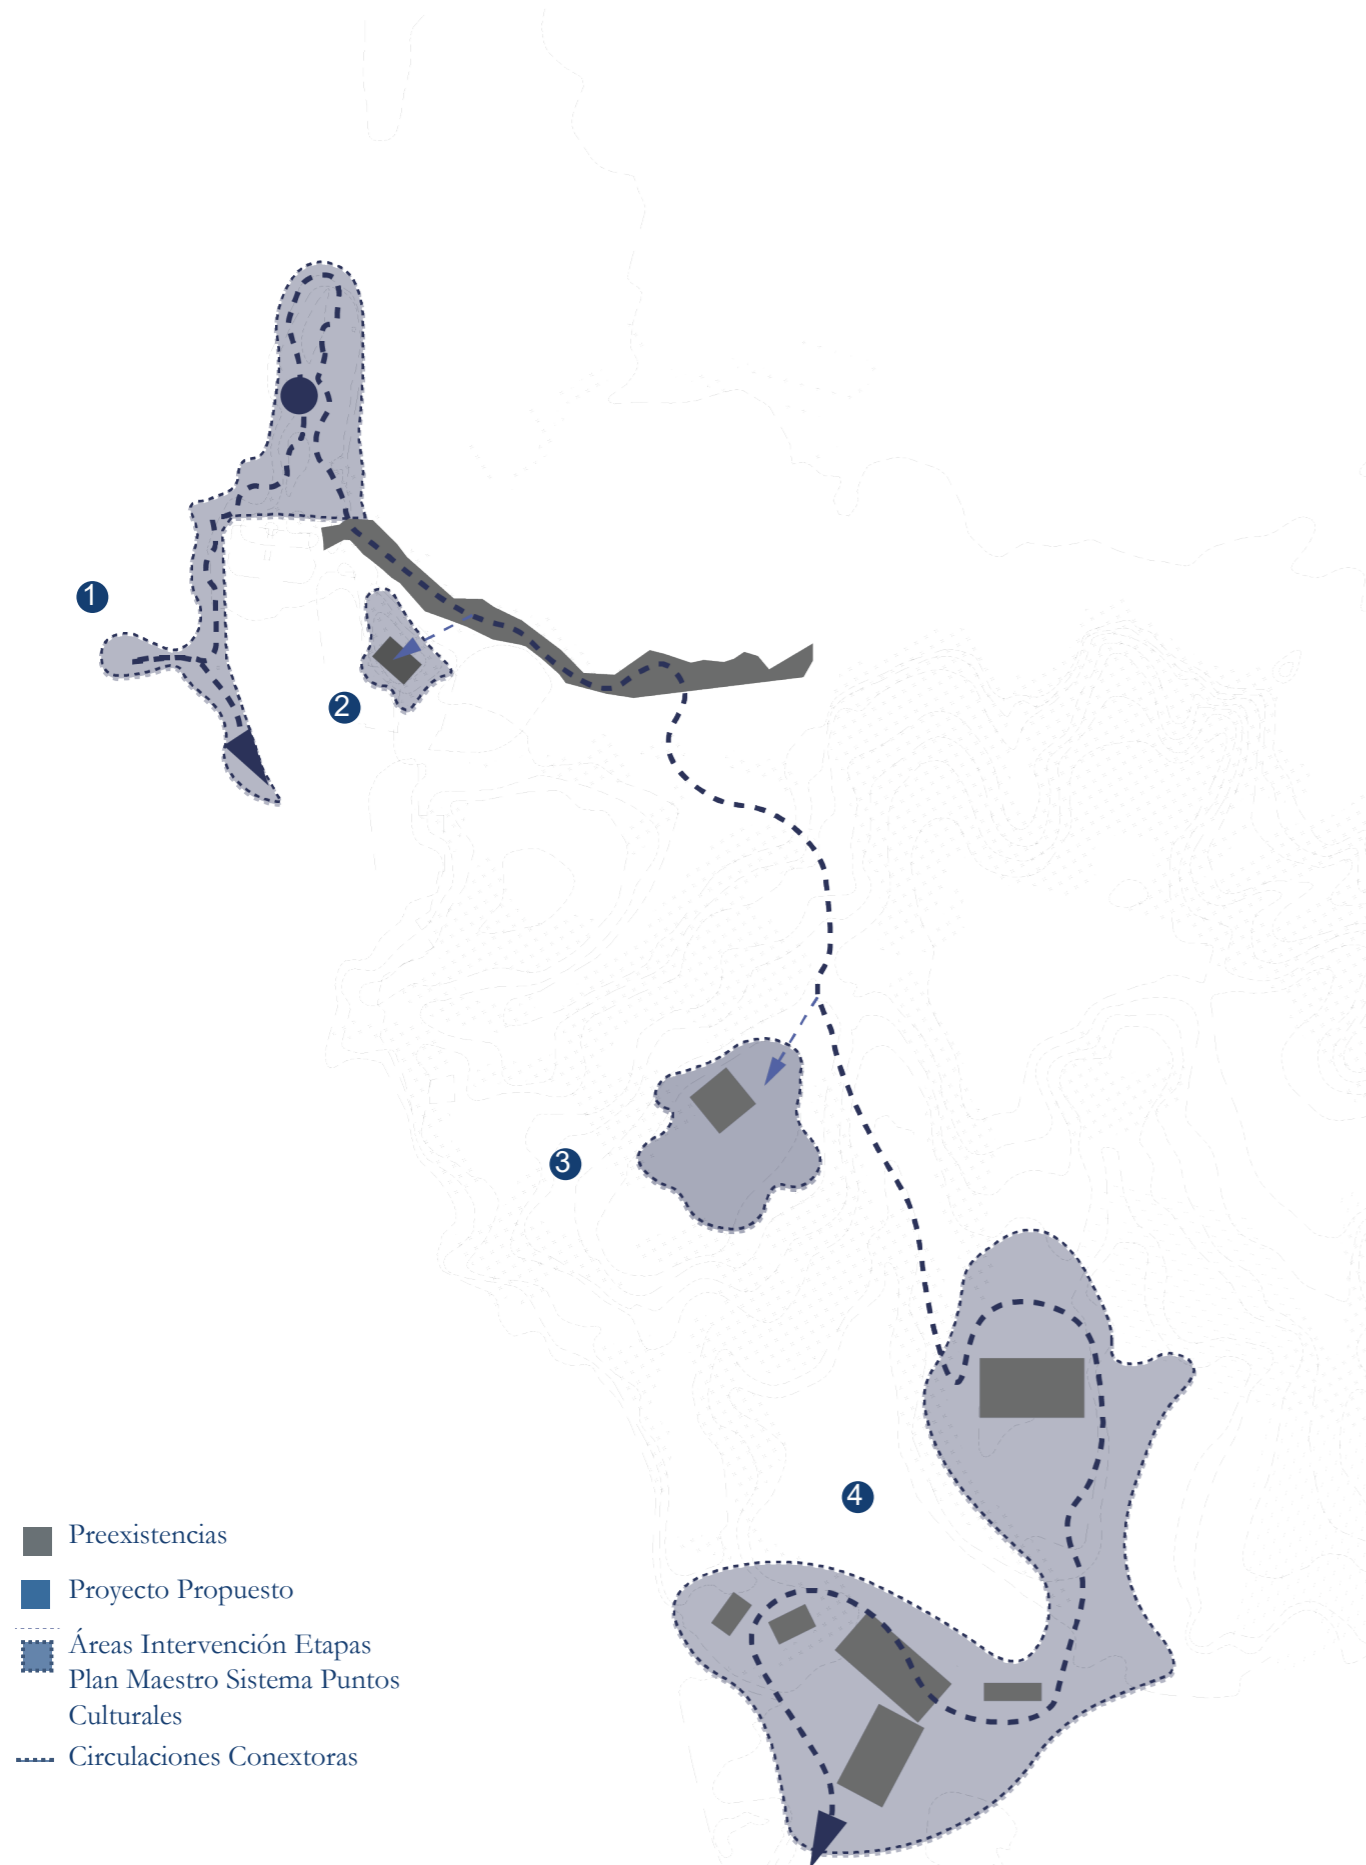 1
2
3
4
Preexistencias
Proyecto Propuesto
Áreas Intervención Etapas
Plan Maestro Sistema Puntos
Culturales
Circulaciones Conextoras